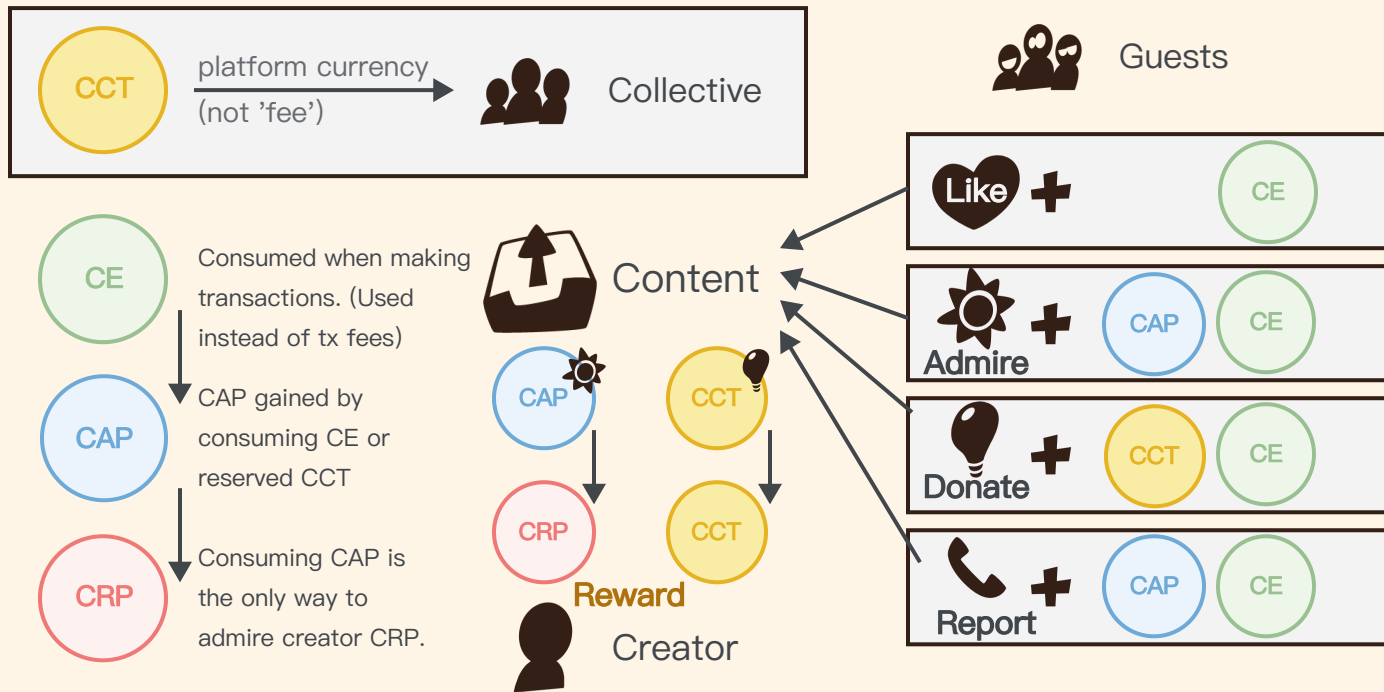 CCT
platform currency
(not 'fee')
Collective
Guests
CE
Consumed when making
transactions. (Used
instead of tx fees)
CAP
CAP gained by
consuming CE or
reserved CCT
CRP
Consuming CAP is
the only way to
admire creator CRP.
Content
CAP
CCT
CRP
CCT
Reward
Creator
Like
CE
Admire
CAP
CE
Donate
CCT
CE
Report
CAP
CE